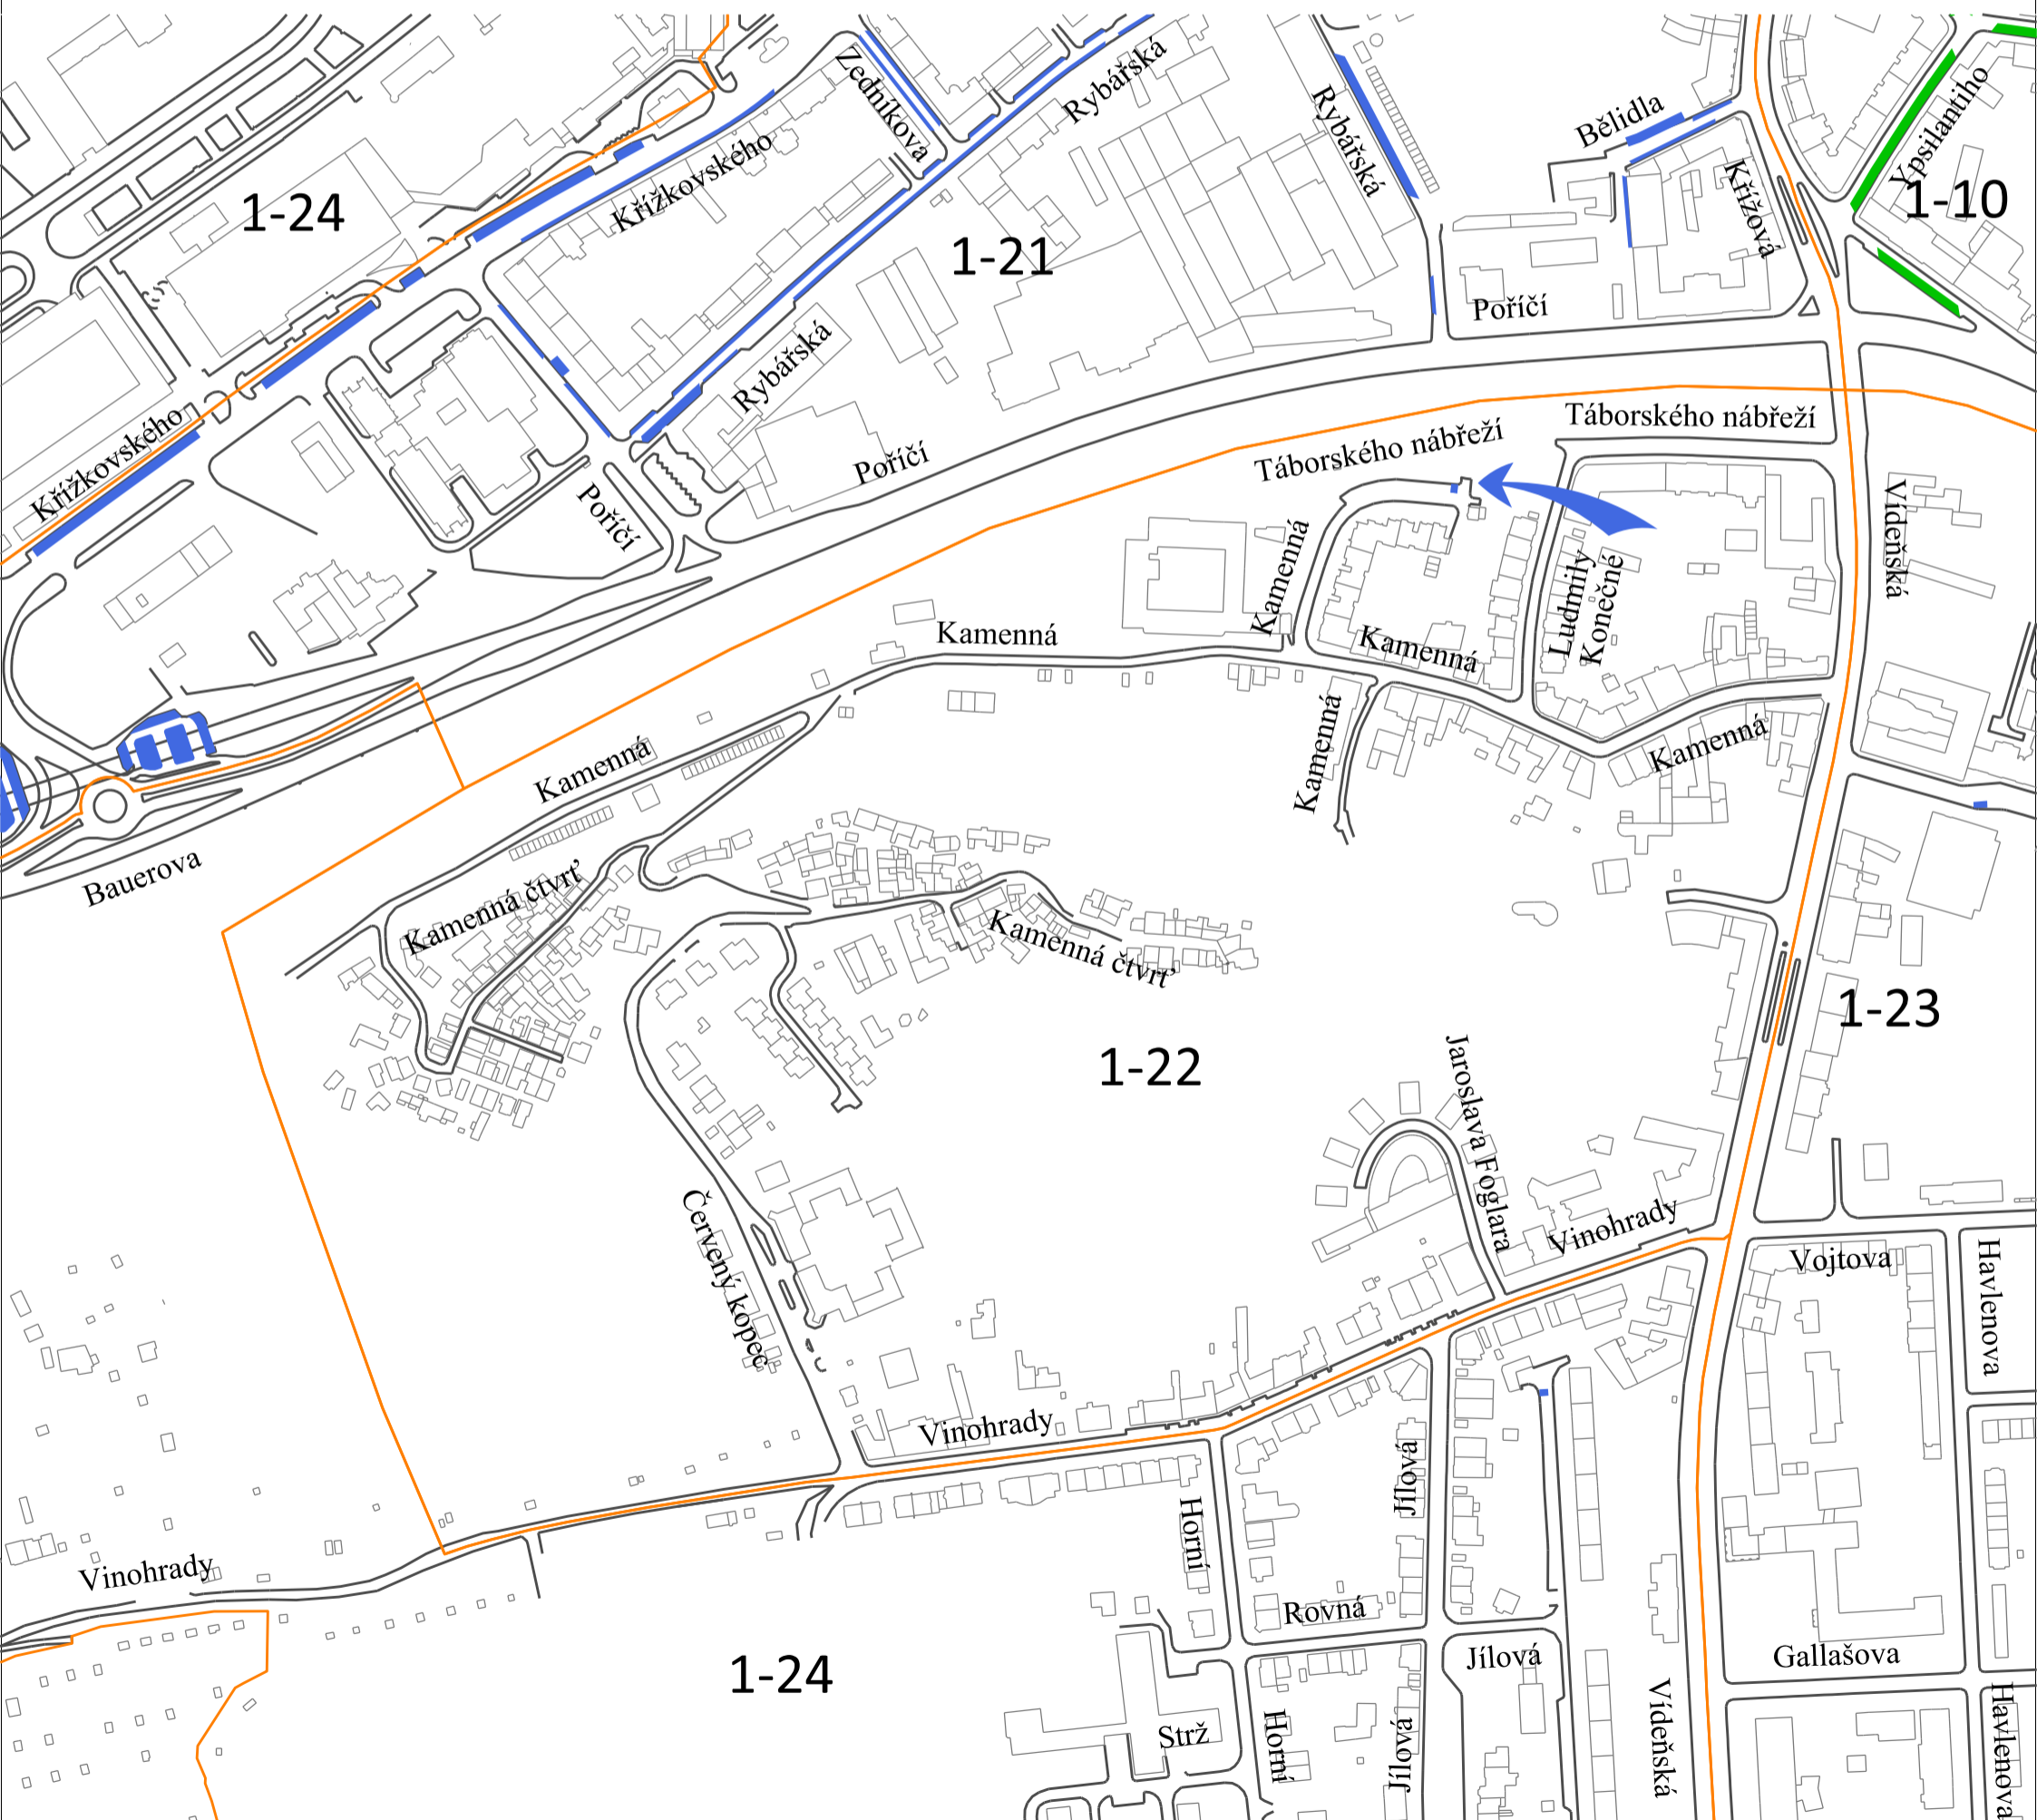 Zedníkova
Rybářská
Rybářská
Bělidla
Ypsilantiho
Křížkovského
Křížová
1-24
1-10
1-21
Poříčí
Rybářská
Křížkovského
Táborského nábřeží
Táborského nábřeží
Poříčí
Poříčí
Vídeňská
Kamenná
Ludmily
Konečné
Kamenná
Kamenná
Kamenná
Kamenná
Kamenná
Bauerova
Kamenná čtvrť
Kamenná čtvrť
1-23
1-22
Jaroslava Foglara
Červený kopec
Vinohrady
Vojtova
Havlenova
Vinohrady
Jílová
Horní
Vinohrady
Rovná
Jílová
Gallašova
1-24
Vídeňská
Strž
Horní
Jílová
Havlenova